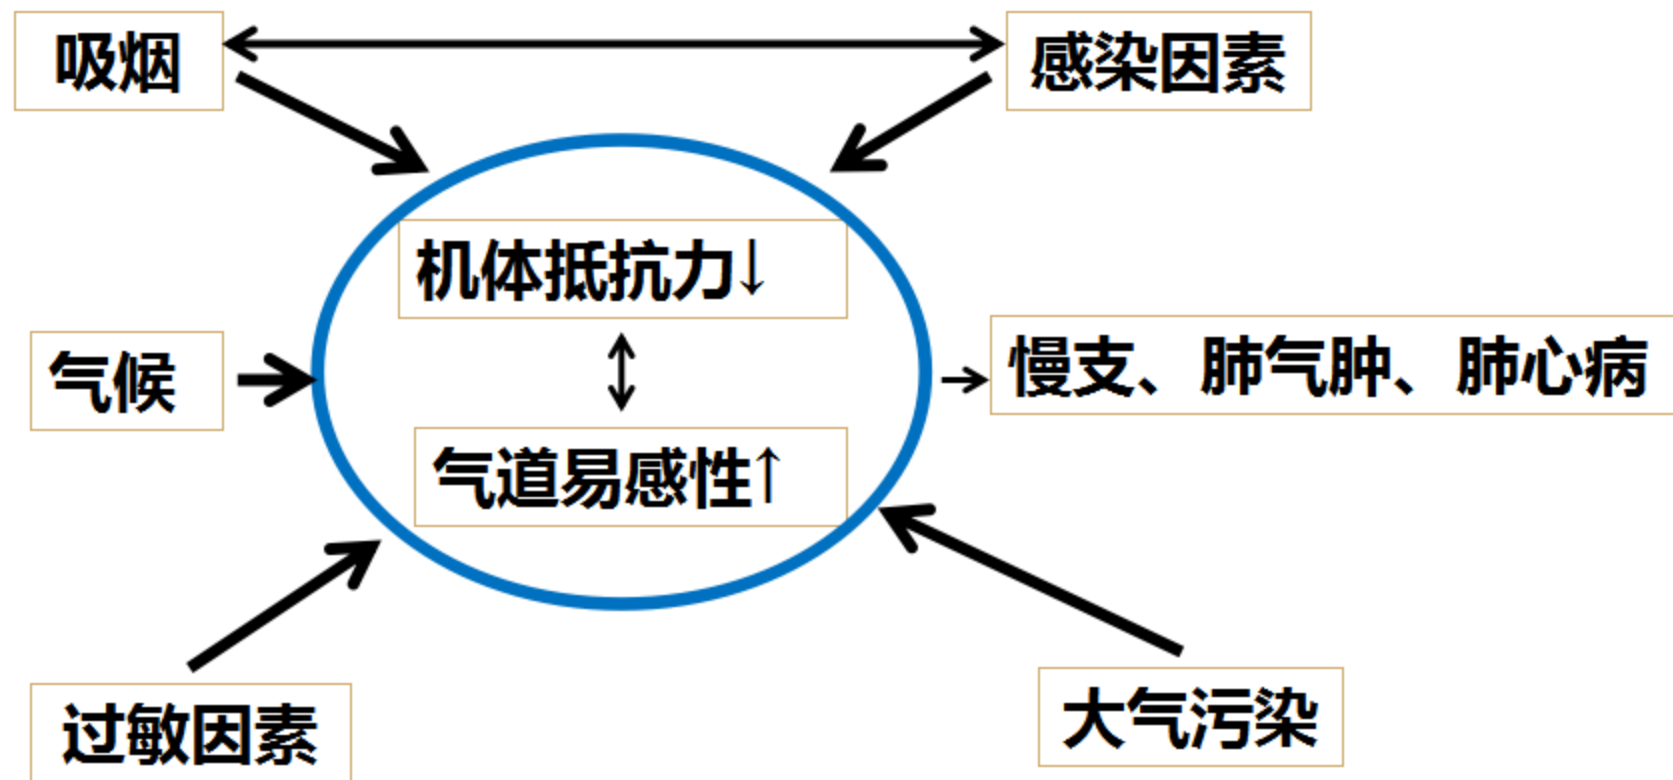 吸烟
感染因素
机体抵抗力↓
气候
慢支、肺气肿、肺心病
气道易感性↑
过敏因素
大气污染